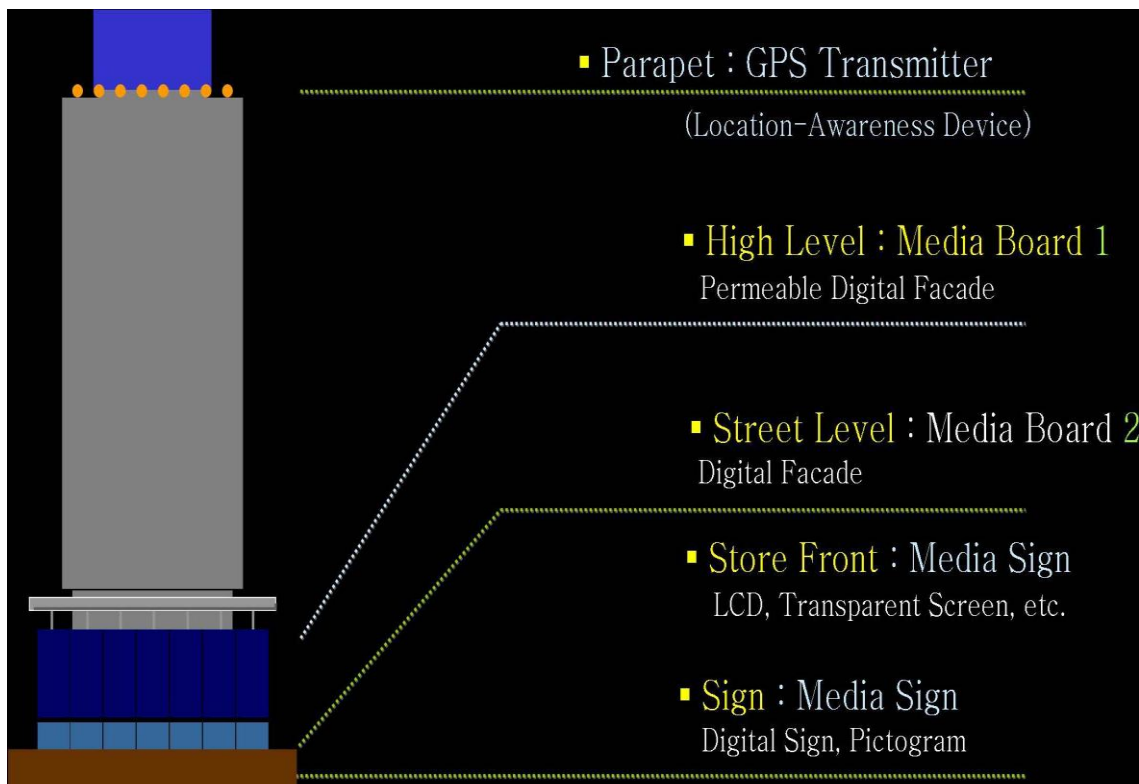 ▪ Parapet : GPS Transmitter
(Location-Awareness Device)
▪ High Level : Media Board 1
Permeable Digital Facade
▪ Street Level : Media Board 2
Digital Facade
▪ Store Front : Media Sign
LCD, Transparent Screen, etc.
▪ Sign : Media Sign
Digital Sign, Pictogram